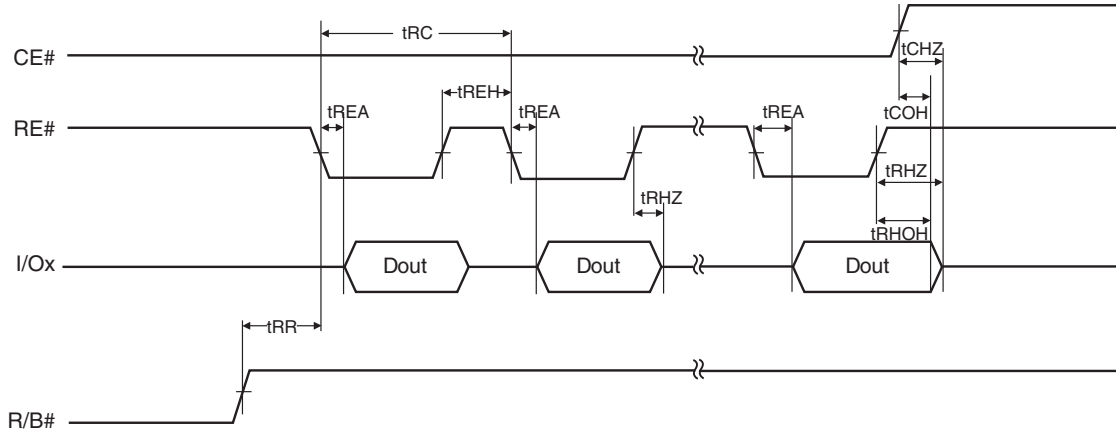 tRC
tCHZ
CE#
tREH
tREA
tREA
tREA
tCOH
RE#
tRHZ
tRHZ
tRHOH
I/Ox
Dout
Dout
Dout
tRR
R/B#